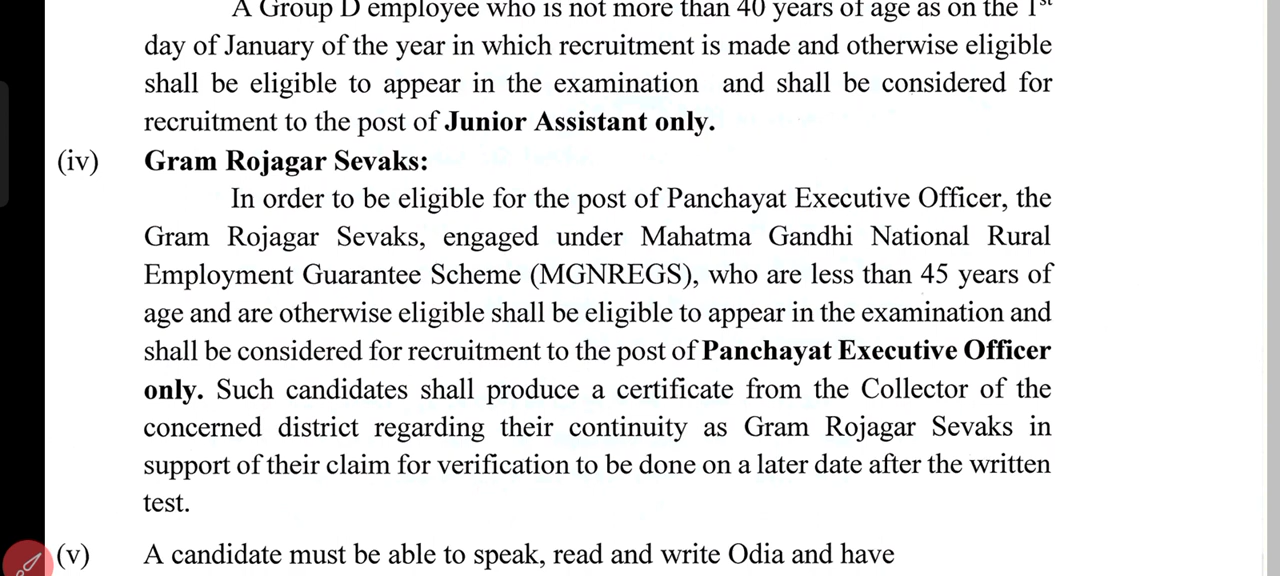 A Group D employee who is not more than 40 years of age as on the 1st
day of January of the year in which recruitment is made and otherwise eligible
shall be eligible to appear in the examination and shall be considered for
recruitment to the post of Junior Assistant only.
(iv) Gram Rojagar Sevaks:
In order to be eligible for the post of Panchayat Executive Officer, the
Gram Rojagar Sevaks, engaged under Mahatma Gandhi National Rural
Employment Guarantee Scheme (MGNREGS), who are less than 45 years of
age and are otherwise eligible shall be eligible to appear in the examination and
shall be considered for recruitment to the post of Panchayat Executive Officer
only. Such candidates shall produce a certificate from the Collector of the
concerned district regarding their continuity as Gram Rojagar Sevaks in
support of their claim for verification to be done on a later date after the written
test.
(v) A candidate must be able to speak, read and write Odia and have